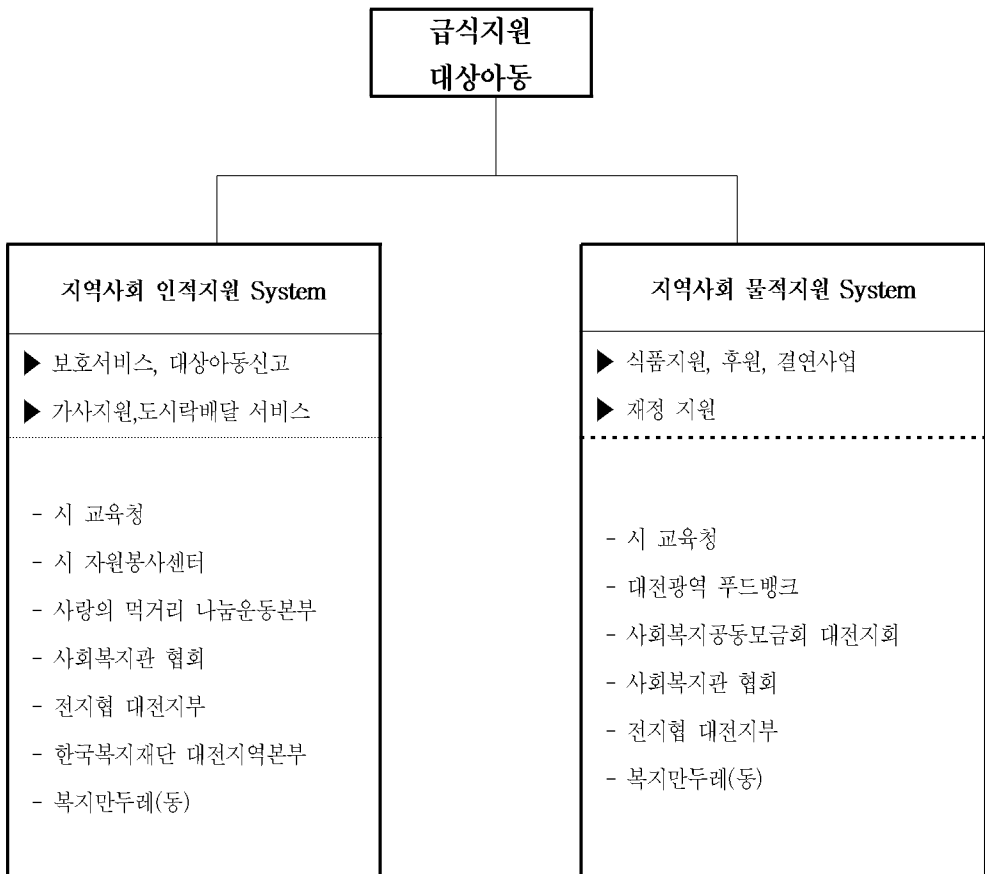 급식지원
대상아동
지역사회 인적지원 System
▶ 보호서비스, 대상아동신고
▶ 가사지원,도시락배달 서비스
- 시 교육청
- 시 자원봉사센터
- 사랑의 먹거리 나눔운동본부
- 사회복지관 협회
- 전지협 대전지부
- 한국복지재단 대전지역본부
- 복지만두레(동)
지역사회 물적지원 System
▶ 식품지원, 후원, 결연사업
▶ 재정 지원
- 시 교육청
- 대전광역 푸드뱅크
- 사회복지공동모금회 대전지회
- 사회복지관 협회
- 전지협 대전지부
- 복지만두레(동)